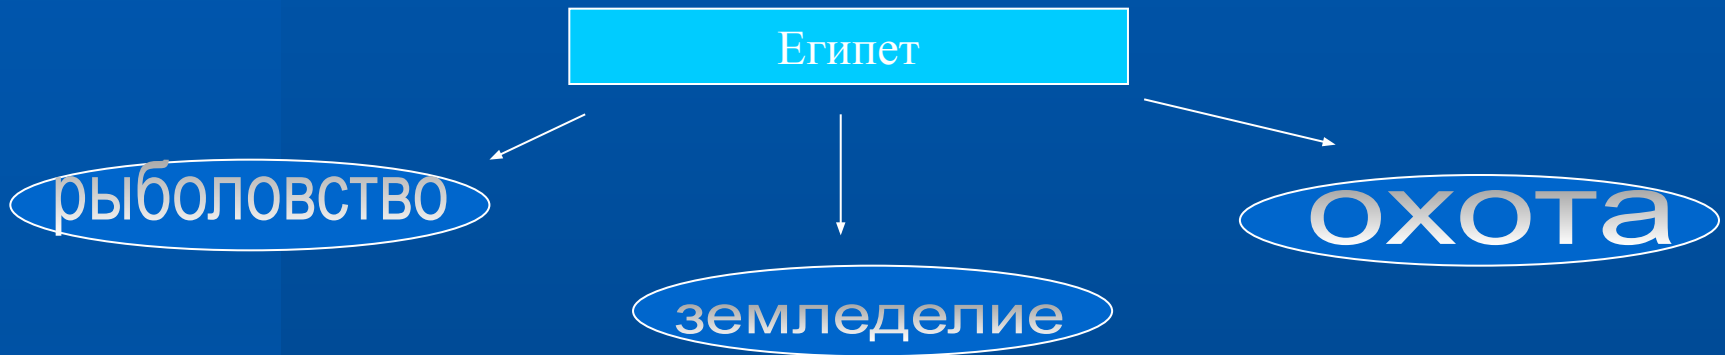 Египет
рыболовство
охота
земледелие